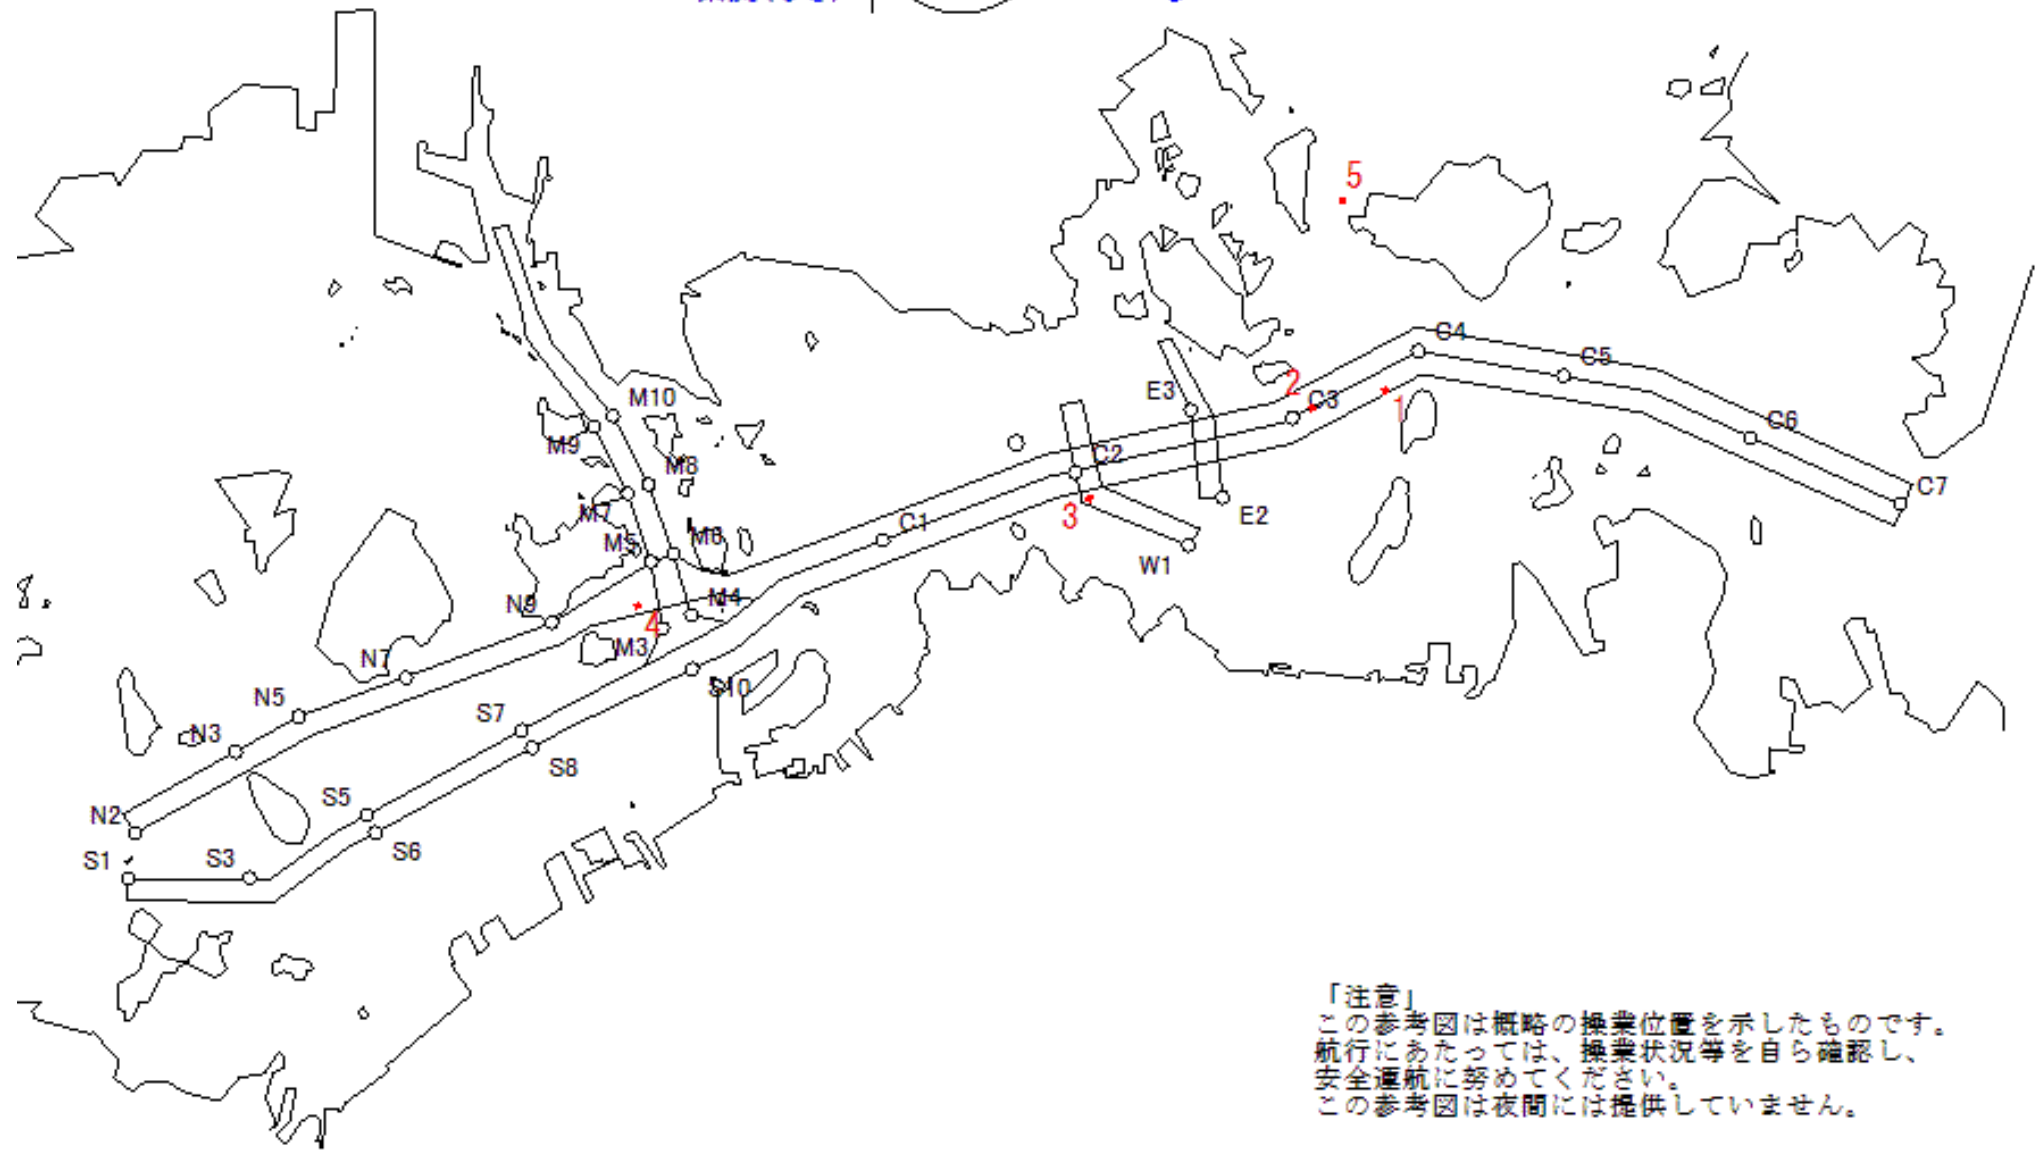 5
C4
C5
2
E3
C3
1
M10
C6
M9
C2
M8
C7
M7
3
E2
C1
M6
M5
W1
N9
M4
4
M3
N7
S10
N5
S7
N3
S8
S5
N2
S6
S1
S3
「注意」
この参考図は概略の操業位置を示したものです。
航行にあたっては、操業状況等を自ら確認し、
安全運航に努めてください。
この参考図は夜間には提供していません。